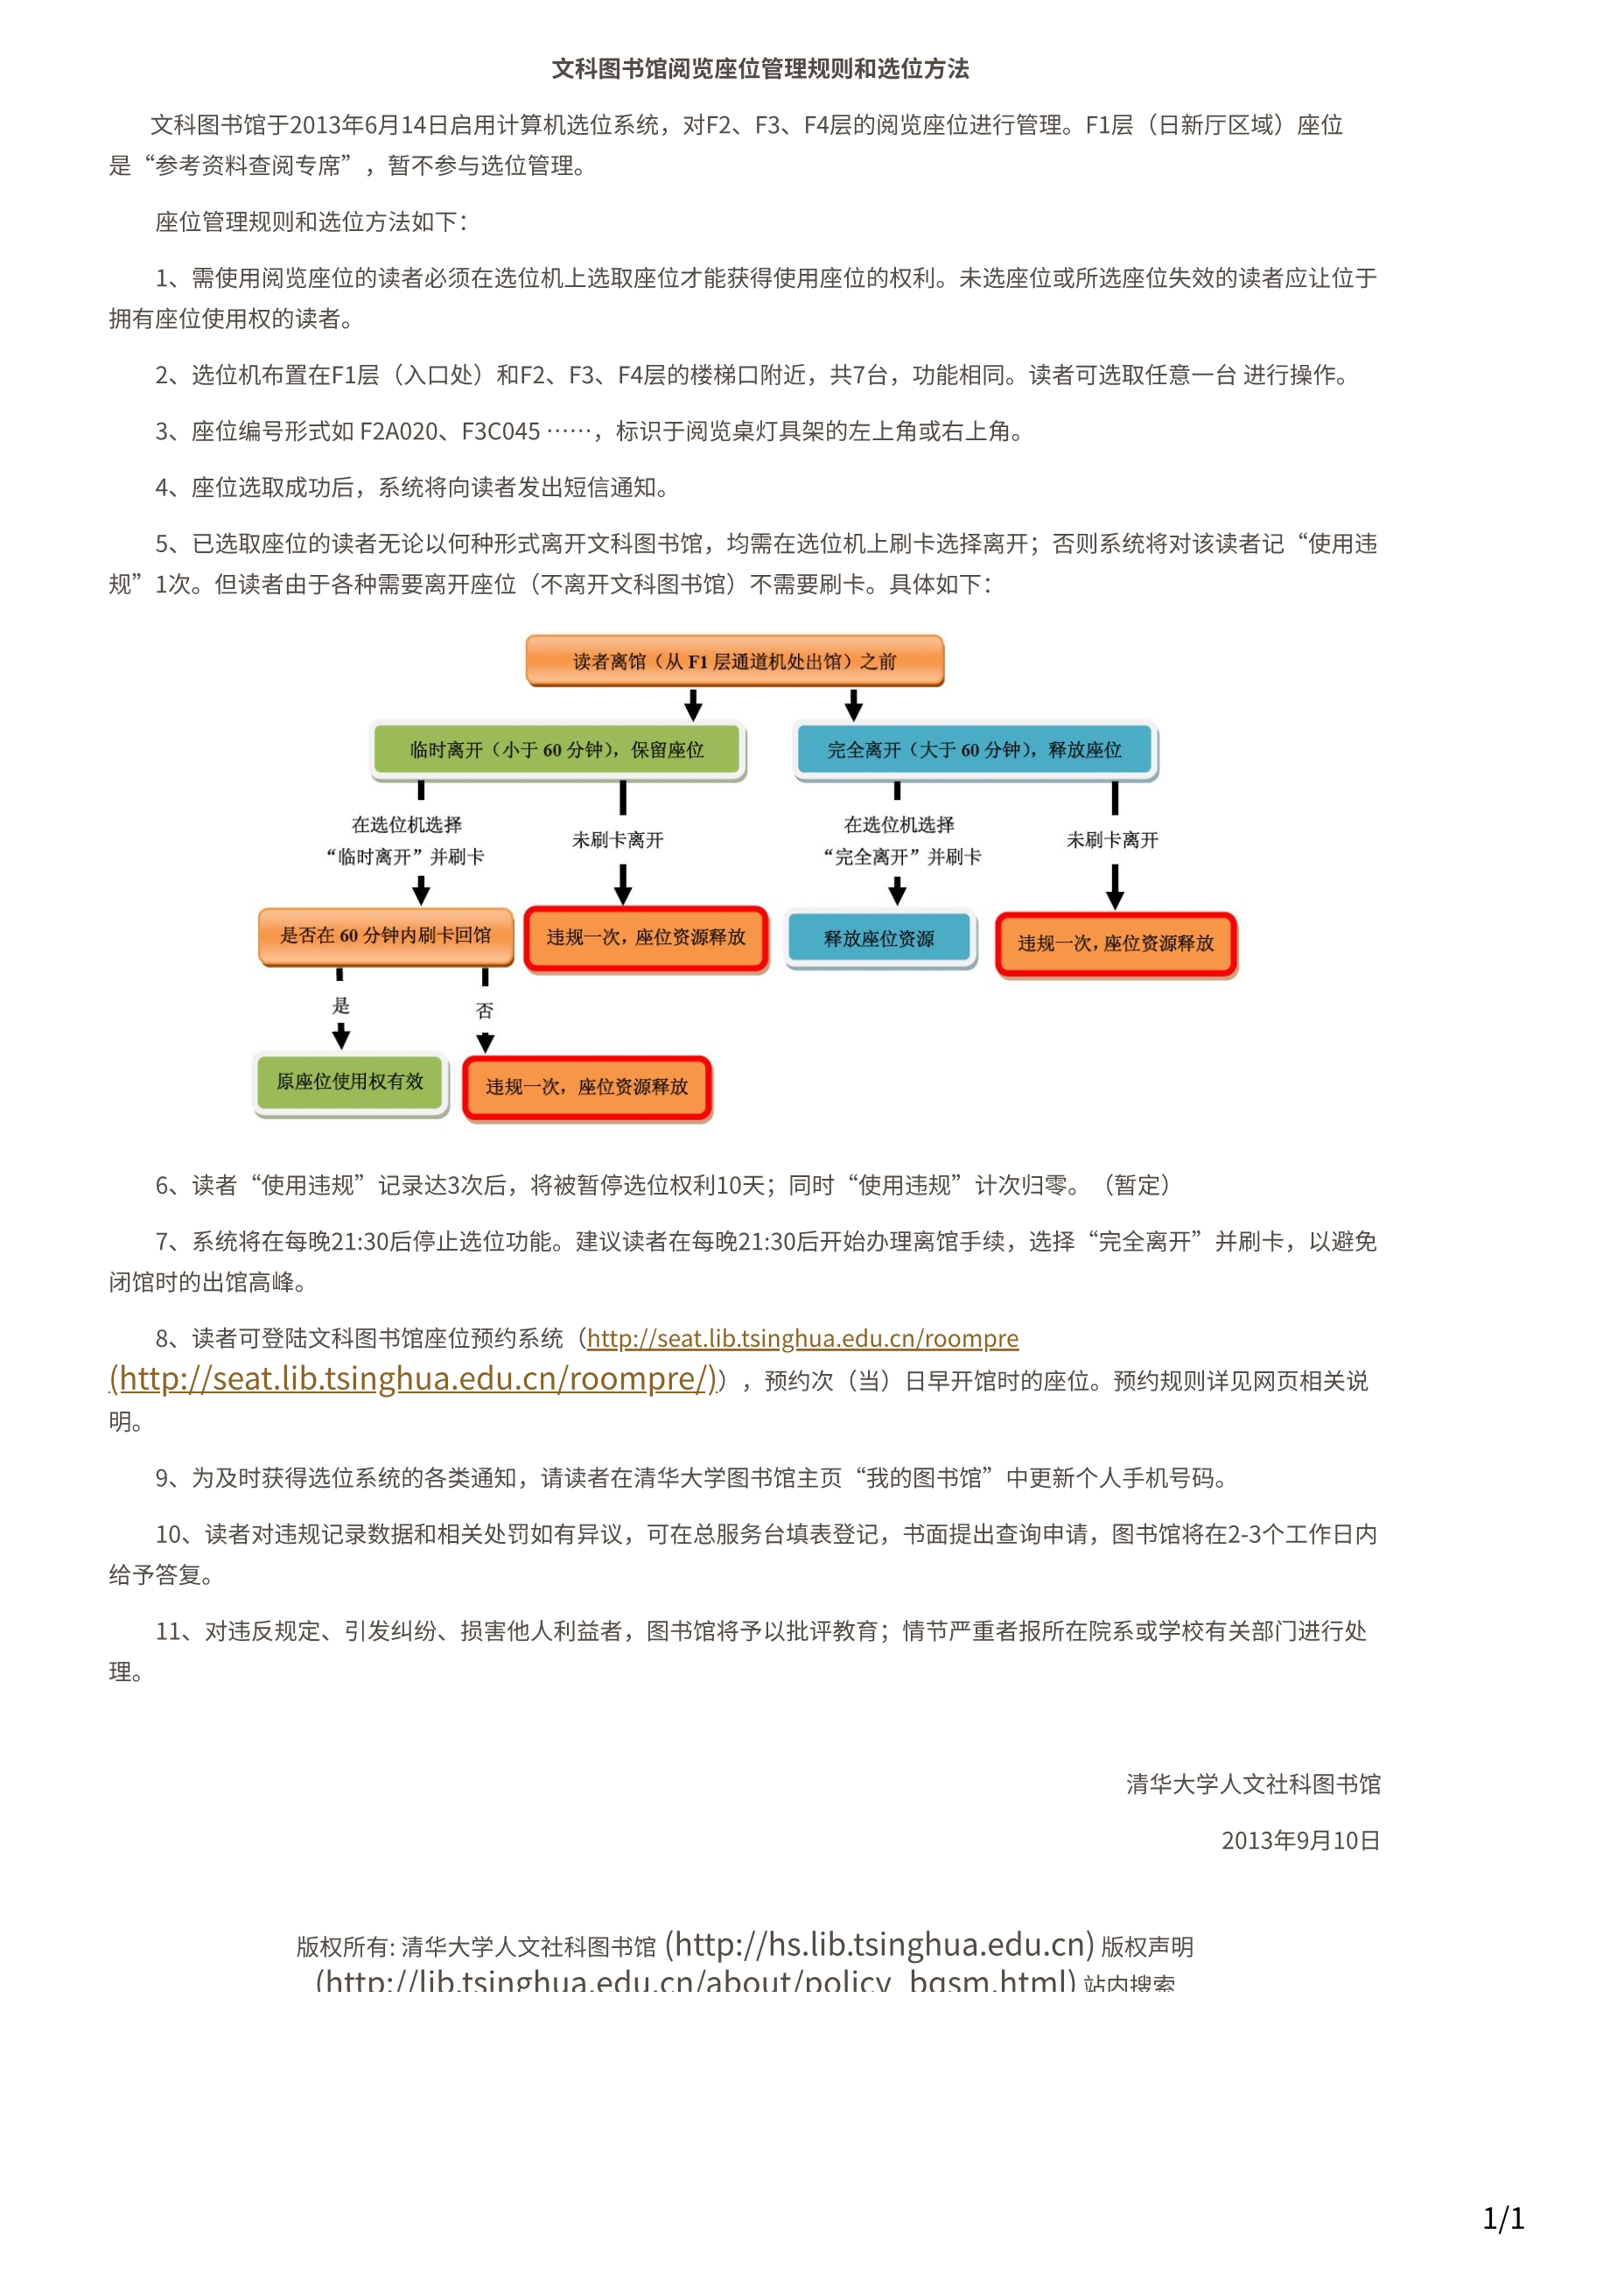 文科图书馆阅览座位管理规则和选位方法
文科图书馆于2013年6月14日启用计算机选位系统，对F2、F3、F4层的阅览座位进行管理。F1层（日新厅区域）座位
是“参考资料查阅专席”，暂不参与选位管理。
座位管理规则和选位方法如下：
1、需使用阅览座位的读者必须在选位机上选取座位才能获得使用座位的权利。未选座位或所选座位失效的读者应让位于
拥有座位使用权的读者。
2、选位机布置在F1层（入口处）和F2、F3、F4层的楼梯口附近，共7台，功能相同。读者可选取任意一台 进行操作。
3、座位编号形式如 F2A020、F3C045 ……，标识于阅览桌灯具架的左上角或右上角。
4、座位选取成功后，系统将向读者发出短信通知。
5、已选取座位的读者无论以何种形式离开文科图书馆，均需在选位机上刷卡选择离开；否则系统将对该读者记“使用违
规”1次。但读者由于各种需要离开座位（不离开文科图书馆）不需要刷卡。具体如下：
读者离馆（从 F1 层通道机处出馆）之前
临时离开（小于 60 分钟），保留座位
完全离开（大于 60 分钟），释放座位
在选位机选择
“临时离开”并刷卡
未刷卡离开
在选位机选择
“完全离开”并刷卡
未刷卡离开
是否在 60 分钟内刷卡回馆
违规一次，座位资源释放
释放座位资源
违规一次，座位资源释放
是
否
原座位使用权有效
违规一次，座位资源释放
6、读者“使用违规”记录达3次后，将被暂停选位权利10天；同时“使用违规”计次归零。（暂定）
7、系统将在每晚21:30后停止选位功能。建议读者在每晚21:30后开始办理离馆手续，选择“完全离开”并刷卡，以避免
闭馆时的出馆高峰。
8、读者可登陆文科图书馆座位预约系统（http://seat.lib.tsinghua.edu.cn/roompre
(http://seat.lib.tsinghua.edu.cn/roompre/)），预约次（当）日早开馆时的座位。预约规则详见网页相关说
明。
9、为及时获得选位系统的各类通知，请读者在清华大学图书馆主页“我的图书馆”中更新个人手机号码。
10、读者对违规记录数据和相关处罚如有异议，可在总服务台填表登记，书面提出查询申请，图书馆将在2-3个工作日内
给予答复。
11、对违反规定、引发纠纷、损害他人利益者，图书馆将予以批评教育；情节严重者报所在院系或学校有关部门进行处
理。
清华大学人文社科图书馆
2013年9月10日
版权所有: 清华大学人文社科图书馆 (http://hs.lib.tsinghua.edu.cn) 版权声明
(http://lib.tsinghua.edu.cn/about/policy_bqsm.html) 站内搜索
1/1